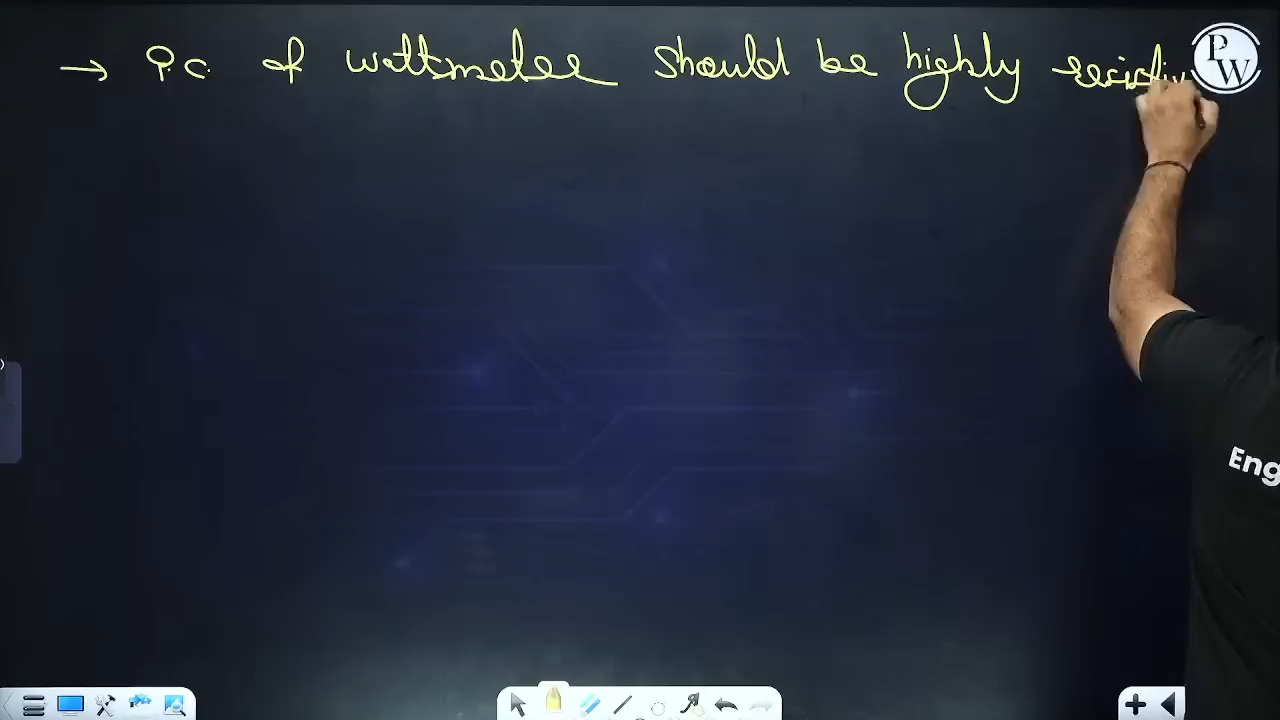 → P.C. of wattmeter should be highly resistiv
PW
Eng